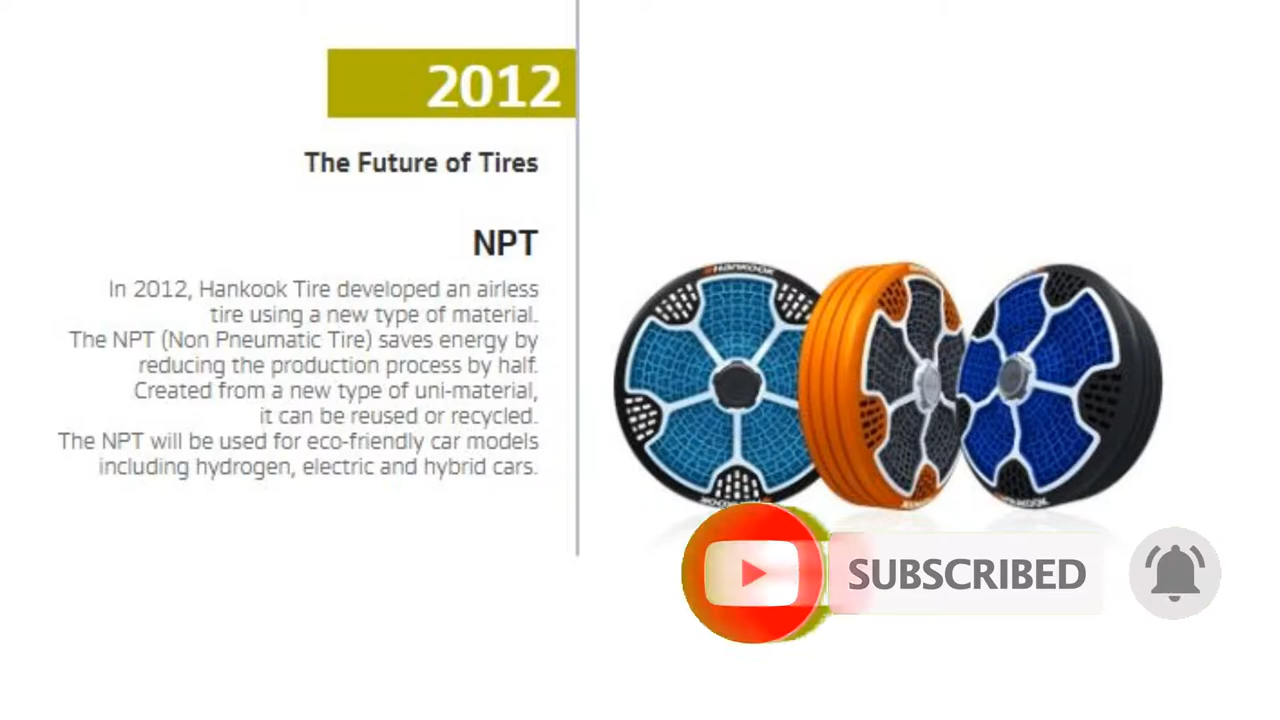 2012
The Future of Tires
NPT
In 2012, Hankook Tire developed an airless
tire using a new type of material.
The NPT (Non Pneumatic Tire) saves energy by
reducing the production process by half.
Created from a new type of uni-material,
it can be reused or recycled.
The NPT will be used for eco-friendly car models
including hydrogen, electric and hybrid cars.
Hankook
SUBSCRIBED